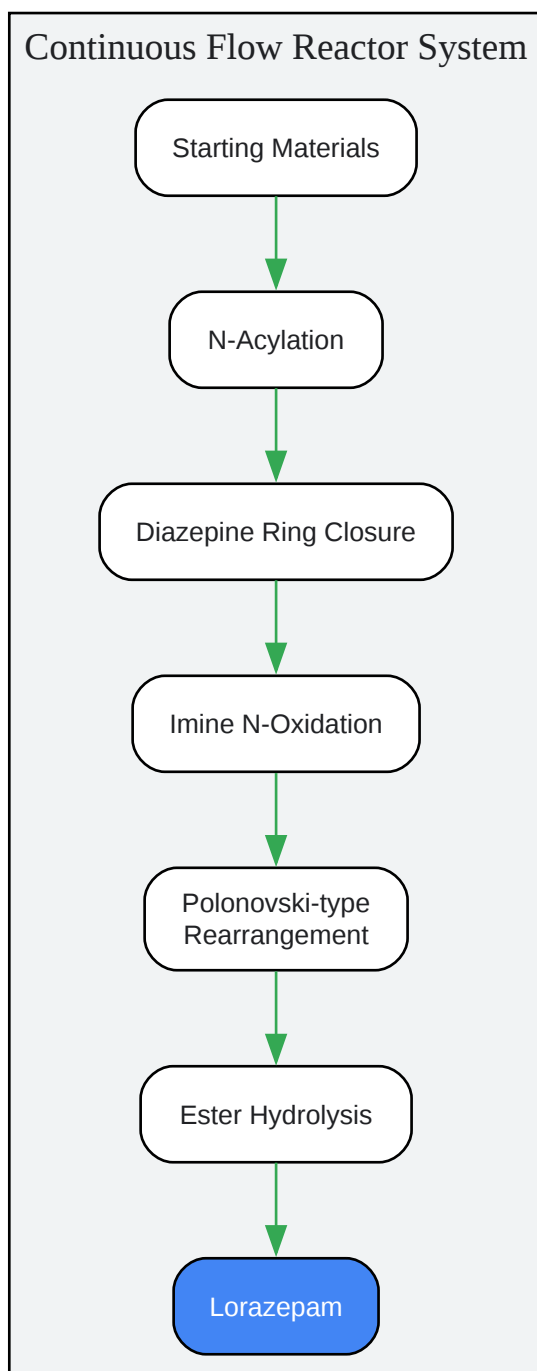 Continuous Flow Reactor System
Starting Materials
N-Acylation
Diazepine Ring Closure
Imine N-Oxidation
Polonovski-type
Rearrangement
Ester Hydrolysis
Lorazepam